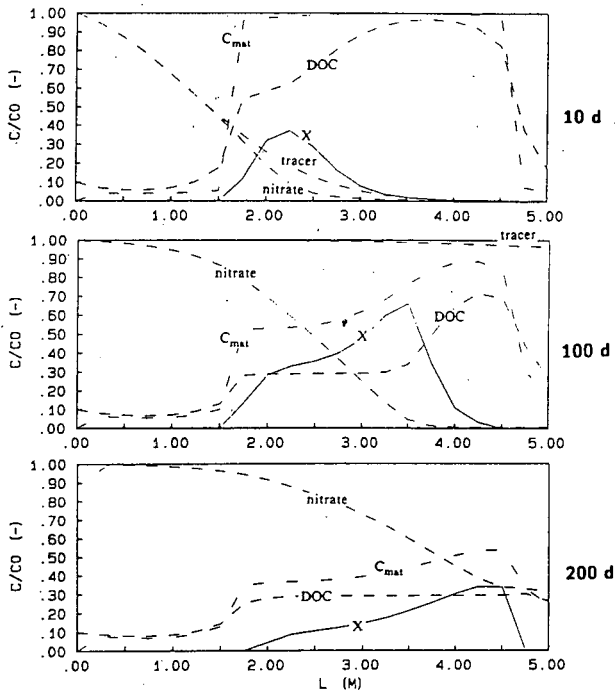 1.00
.90
.80
.70
.60
.50
.40
.30
.20
.10
.00
C/CO (-)
C_mat
DOC
X
tracer
nitrate
10 d
.00 1.00 2.00 3.00 4.00 5.00
1.00
.90
.80
.70
.60
.50
.40
.30
.20
.10
.00
C/CO (-)
tracer
nitrate
C_mat
X
DOC
100 d
.00 1.00 2.00 3.00 4.00 5.00
1.00
.90
.80
.70
.60
.50
.40
.30
.20
.10
.00
C/CO (-)
nitrate
C_mat
DOC
X
200 d
.00 1.00 2.00 3.00 4.00 5.00
L (M)